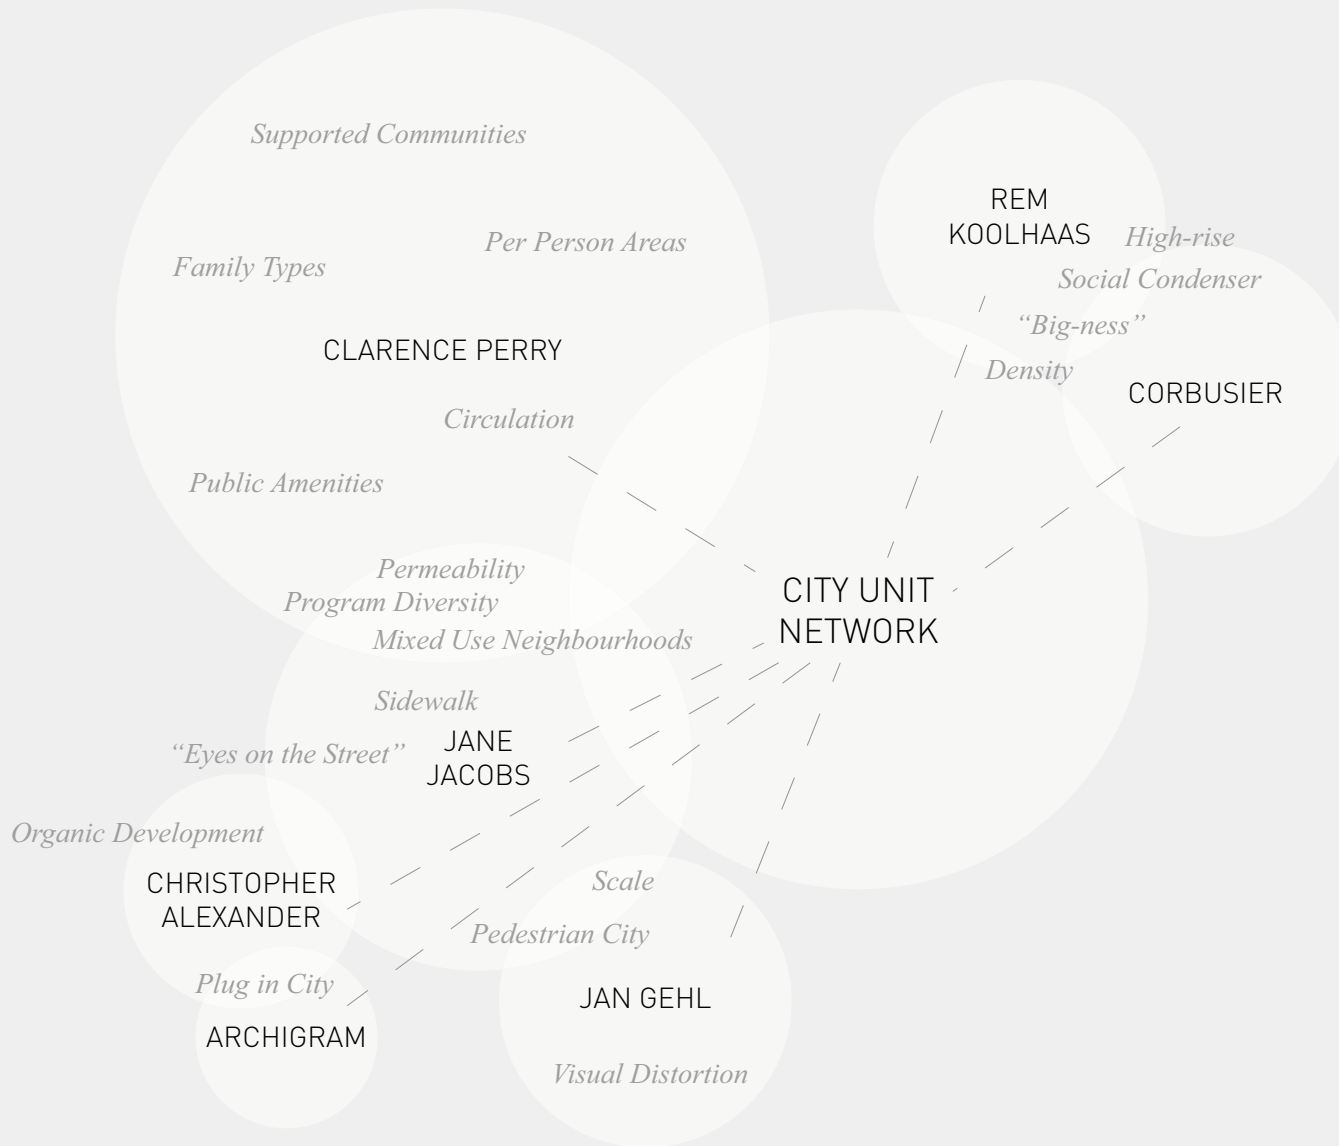 Supported Communities
Per Person Areas
Family Types
CLARENCE PERRY
Circulation
Public Amenities
REM
KOOLHAAS
High-rise
Social Condenser
“Big-ness”
Density
CORBUSIER
CITY UNIT
NETWORK
Permeability
Program Diversity
Mixed Use Neighbourhoods
Sidewalk
“Eyes on the Street”
JANE
JACOBS
Organic Development
CHRISTOPHER
ALEXANDER
Plug in City
ARCHIGRAM
Scale
Pedestrian City
JAN GEHL
Visual Distortion